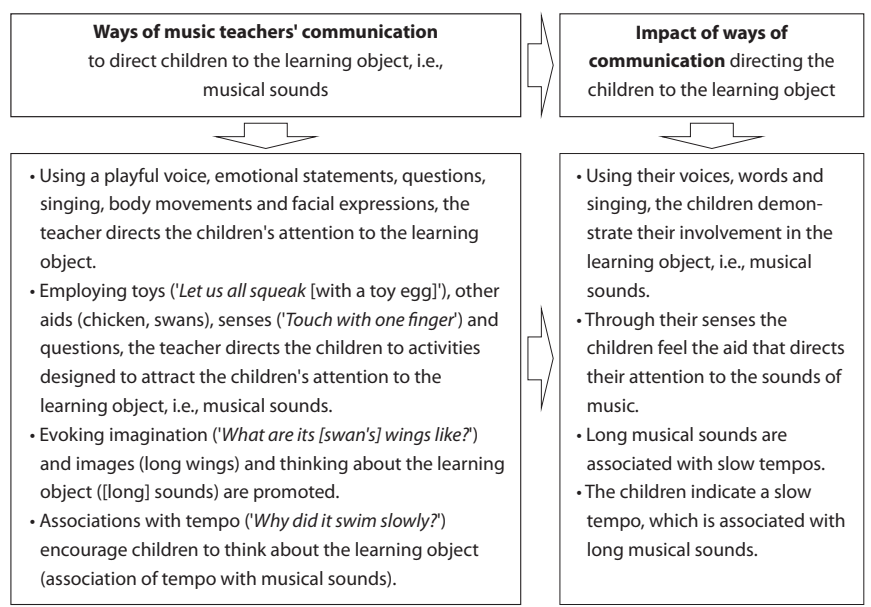 Ways of music teachers' communication
to direct children to the learning object, i.e.,
musical sounds
Impact of ways of
communication directing the
children to the learning object
• Using a playful voice, emotional statements, questions,
singing, body movements and facial expressions, the
teacher directs the children's attention to the learning
object.
• Employing toys ('Let us all squeak [with a toy egg]'), other
aids (chicken, swans), senses ('Touch with one finger') and
questions, the teacher directs the children to activities
designed to attract the children's attention to the
learning object, i.e., musical sounds.
• Evoking imagination ('What are its [swan's] wings like?')
and images (long wings) and thinking about the learning
object ([long] sounds) are promoted.
• Associations with tempo ('Why did it swim slowly?')
encourage children to think about the learning object
(association of tempo with musical sounds).
• Using their voices, words and
singing, the children demon-
strate their involvement in the
learning object, i.e., musical
sounds.
• Through their senses the
children feel the aid that directs
their attention to the sounds of
music.
• Long musical sounds are
associated with slow tempos.
• The children indicate a slow
tempo, which is associated with
long musical sounds.